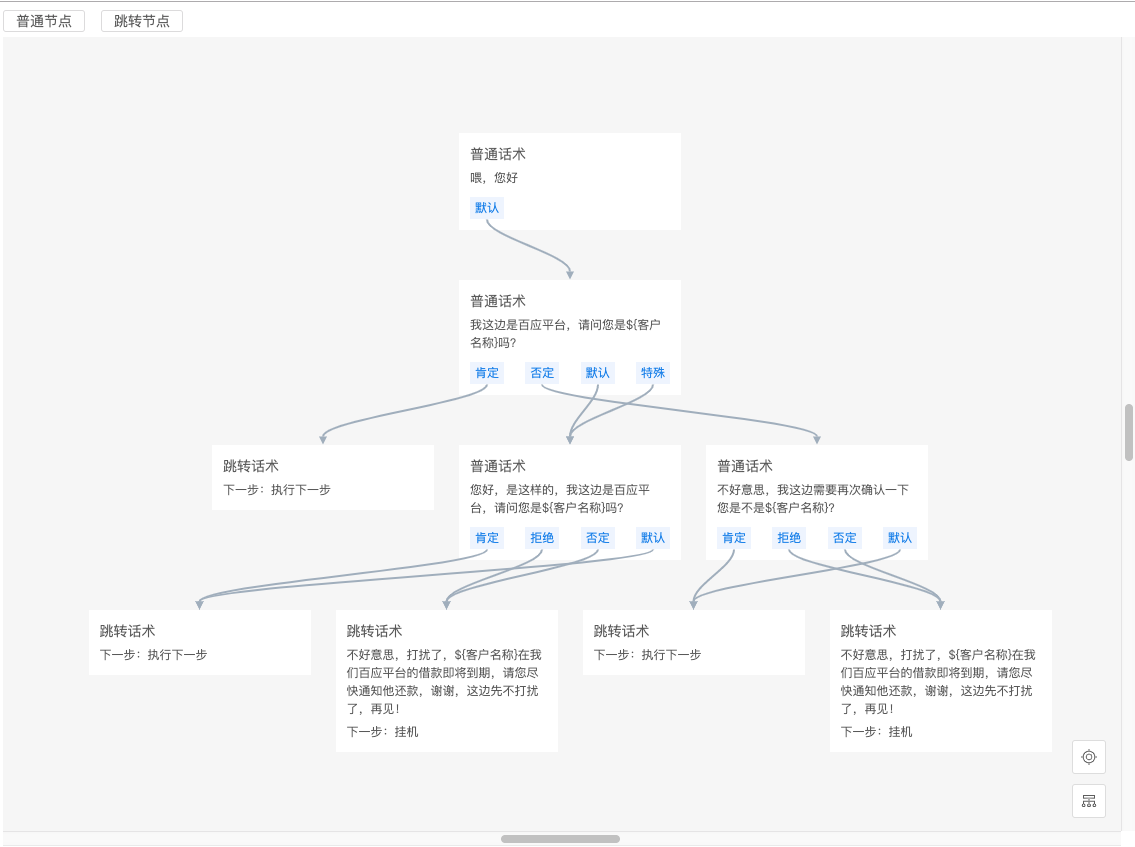 普通节点 跳转节点
普通话术
喂，您好
默认
普通话术
我这边是百应平台，请问您是${客户
名称}吗?
肯定 否定 默认 特殊
跳转话术
下一步：执行下一步
普通话术
您好，是这样的，我这边是百应平
台，请问您是${客户名称}吗?
肯定 拒绝 否定 默认
普通话术
不好意思，我这边需要再次确认一下
您是不是${客户名称}?
肯定 拒绝 否定 默认
跳转话术
下一步：执行下一步
跳转话术
不好意思，打扰了，${客户名称}在我
们百应平台的借款即将到期，请您尽
快通知他还款，谢谢，这边先不打扰
了，再见！
下一步：挂机
跳转话术
下一步：执行下一步
跳转话术
不好意思，打扰了，${客户名称}在我
们百应平台的借款即将到期，请您尽
快通知他还款，谢谢，这边先不打扰
了，再见！
下一步：挂机